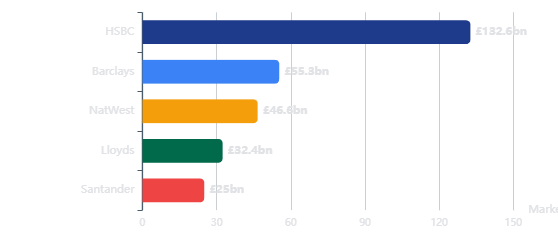 HSBC £132.6bn
Barclays £55.3bn
NatWest £46.6bn
Lloyds £32.4bn
Santander £25bn
0 30 60 90 120 150
Marke